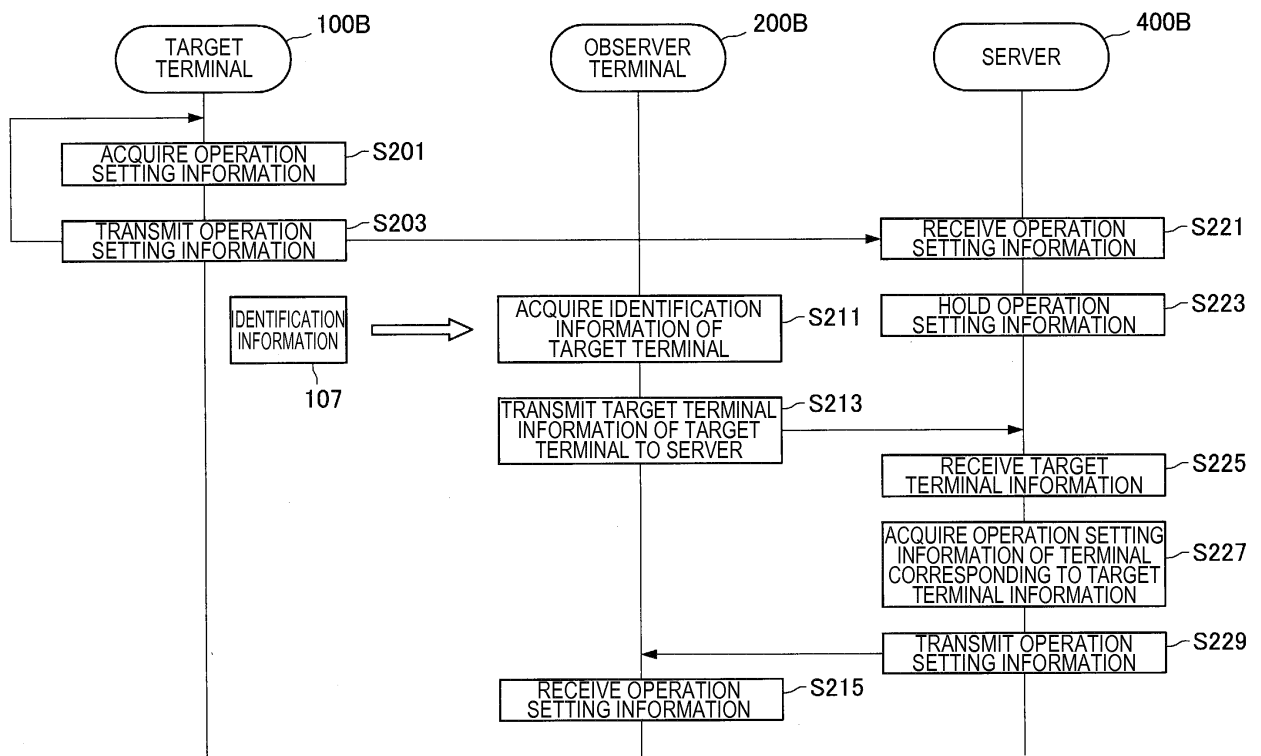 TARGET
TERMINAL
100B
OBSERVER
TERMINAL
200B
SERVER
400B
ACQUIRE OPERATION
SETTING INFORMATION
S201
TRANSMIT OPERATION
SETTING INFORMATION
S203
RECEIVE OPERATION
SETTING INFORMATION
S221
IDENTIFICATION
INFORMATION
107
ACQUIRE IDENTIFICATION
INFORMATION OF
TARGET TERMINAL
S211
HOLD OPERATION
SETTING INFORMATION
S223
TRANSMIT TARGET TERMINAL
INFORMATION OF TARGET
TERMINAL TO SERVER
S213
RECEIVE TARGET
TERMINAL INFORMATION
S225
ACQUIRE OPERATION SETTING
INFORMATION OF TERMINAL
CORRESPONDING TO TARGET
TERMINAL INFORMATION
S227
TRANSMIT OPERATION
SETTING INFORMATION
S229
RECEIVE OPERATION
SETTING INFORMATION
S215